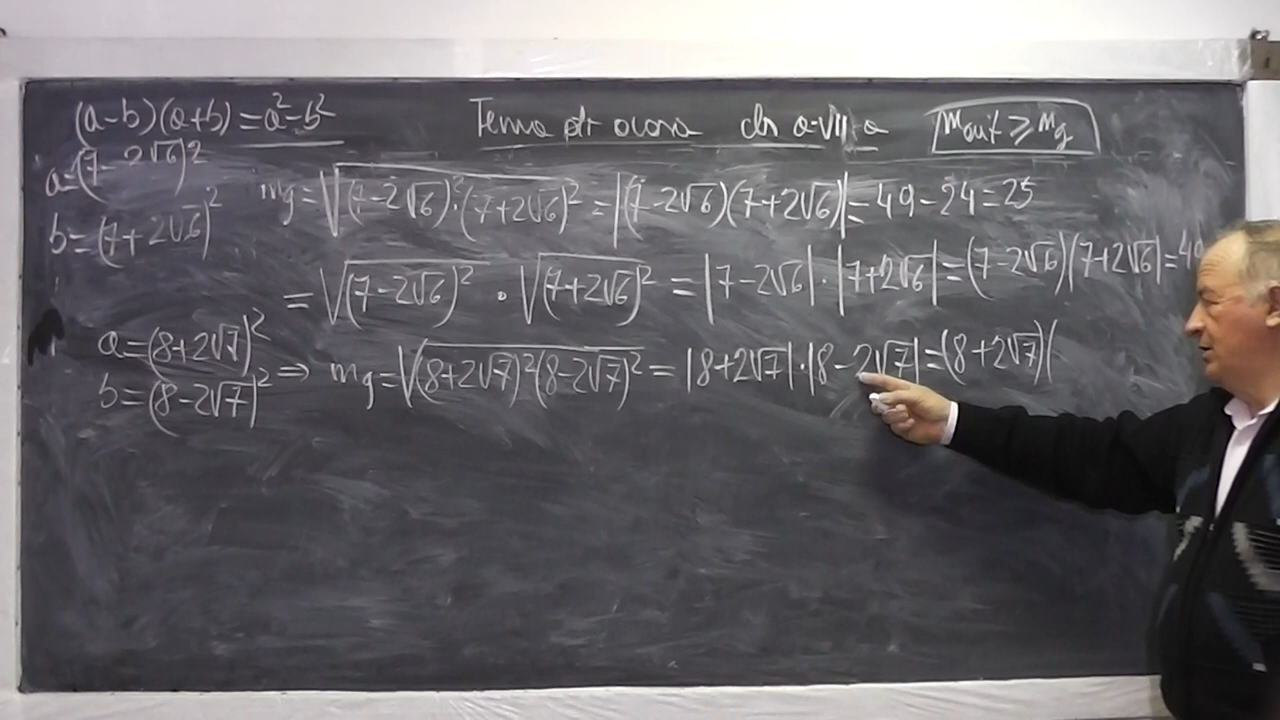 (a-b)(a+b)=a²-b² Tema de acasa cls a-VII a m_arit ≥ m_g
a=(7-2√6)²
m_g=√((7-2√6)²·(7+2√6)²)=|(7-2√6)(7+2√6)|=49-24=25
b=(7+2√6)²
=√(7-2√6)² · √(7+2√6)² = |7-2√6|·|7+2√6|=(7-2√6)(7+2√6)=49
a=(8+2√7)²
b=(8-2√7)² ⇒ m_g=√((8+2√7)²(8-2√7)²) = |8+2√7|·|8-2√7|=(8+2√7)(